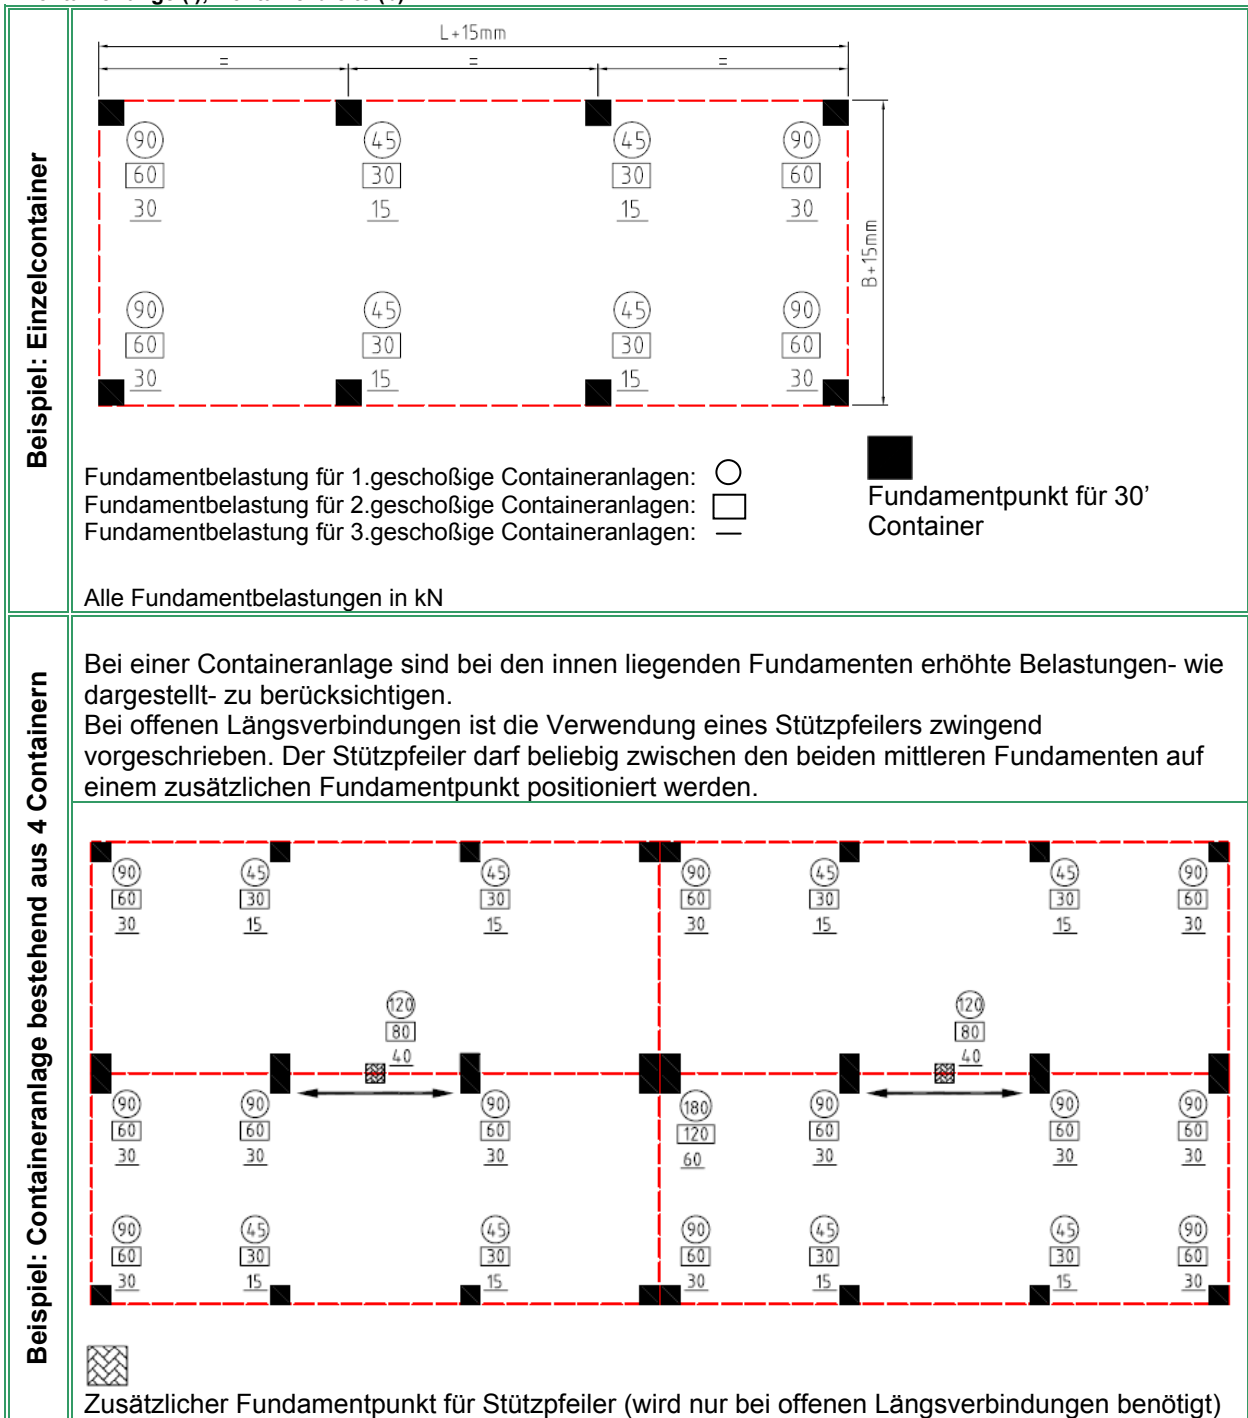 L+15mm
= = =
90 45 45 90
60 30 30 60
30 15 15 30
B+15mm
90 45 45 90
60 30 30 60
30 15 15 30
Beispiel: Einzelcontainer
Fundamentbelastung für 1.geschoßige Containeranlagen:
Fundamentbelastung für 2.geschoßige Containeranlagen:
Fundamentbelastung für 3.geschoßige Containeranlagen:
Fundamentpunkt für 30’
Container
Alle Fundamentbelastungen in kN
Beispiel: Containeranlage bestehend aus 4 Containern
Bei einer Containeranlage sind bei den innen liegenden Fundamenten erhöhte Belastungen- wie
dargestellt- zu berücksichtigen.
Bei offenen Längsverbindungen ist die Verwendung eines Stützpfeilers zwingend
vorgeschrieben. Der Stützpfeiler darf beliebig zwischen den beiden mittleren Fundamenten auf
einem zusätzlichen Fundamentpunkt positioniert werden.
90 45 45 90 45 45 90
60 30 30 60 30 30 60
30 15 15 30 15 15 30
120 120
80 80
40 40
90 90 90 180 90 90 90
60 60 60 120 60 60 60
30 30 30 60 30 30 30
90 45 45 90 45 45 90
60 30 30 60 30 30 60
30 15 15 30 15 15 30
Zusätzlicher Fundamentpunkt für Stützpfeiler (wird nur bei offenen Längsverbindungen benötigt)